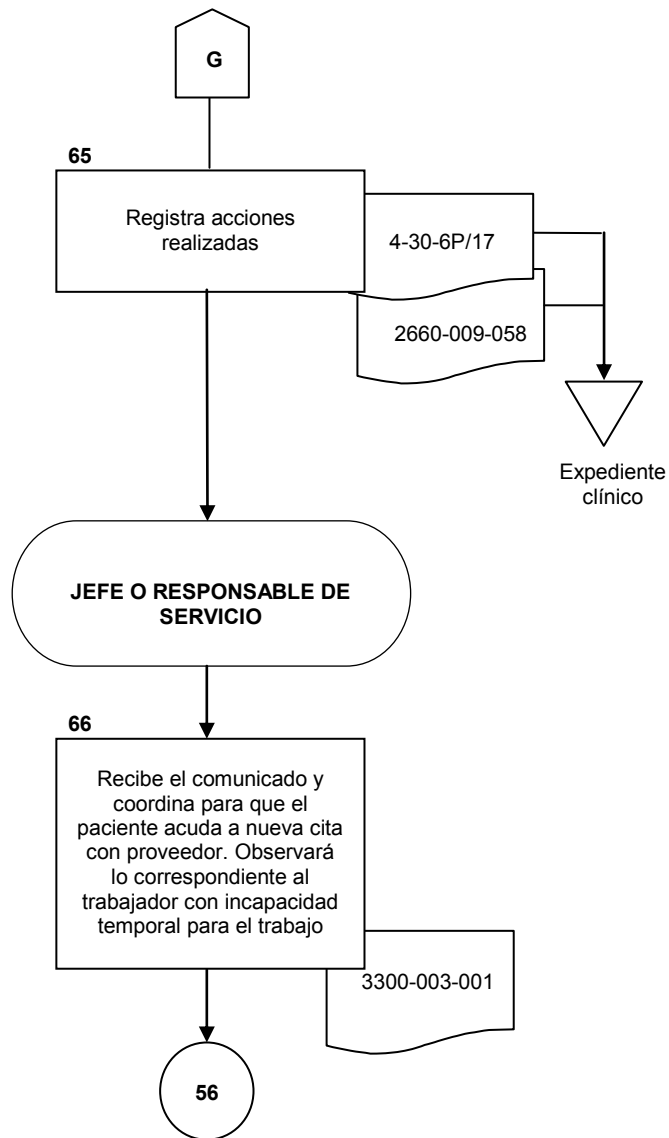 G
65
Registra acciones
realizadas
4-30-6P/17
2660-009-058
Expediente
clínico
JEFE O RESPONSABLE DE
SERVICIO
66
Recibe el comunicado y
coordina para que el
paciente acuda a nueva cita
con proveedor. Observará
lo correspondiente al
trabajador con incapacidad
temporal para el trabajo
3300-003-001
56